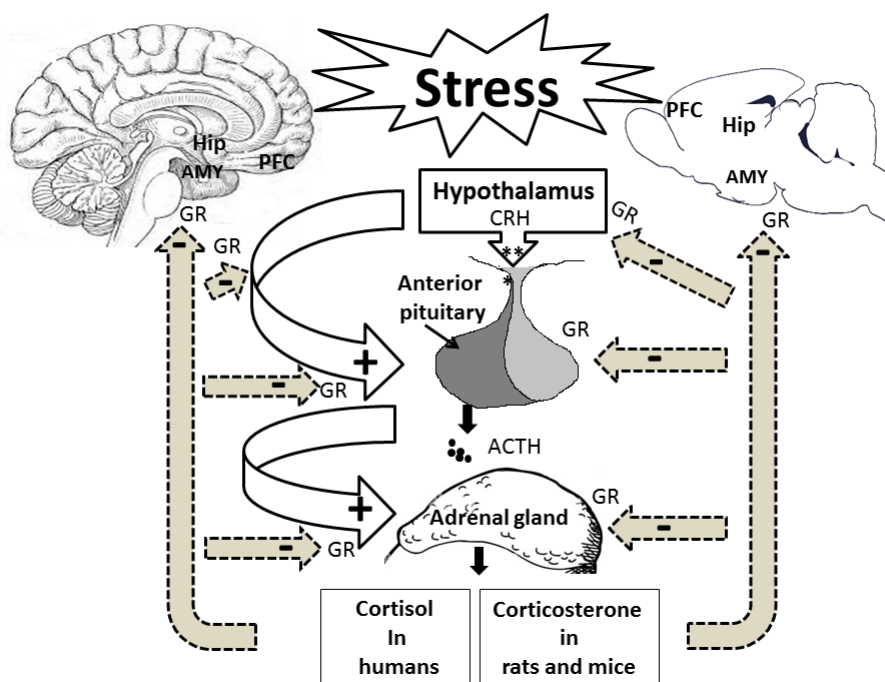 Stress
Hip
PFC
AMY
GR
PFC
Hip
AMY
GR
Hypothalamus
CRH
GR
-
GR
-
-
-
-
**
*
Anterior
pituitary
GR
-
+
-
GR
ACTH
GR
+
Adrenal gland
-
-
GR
Cortisol
In
humans
Corticosterone
in
rats and mice